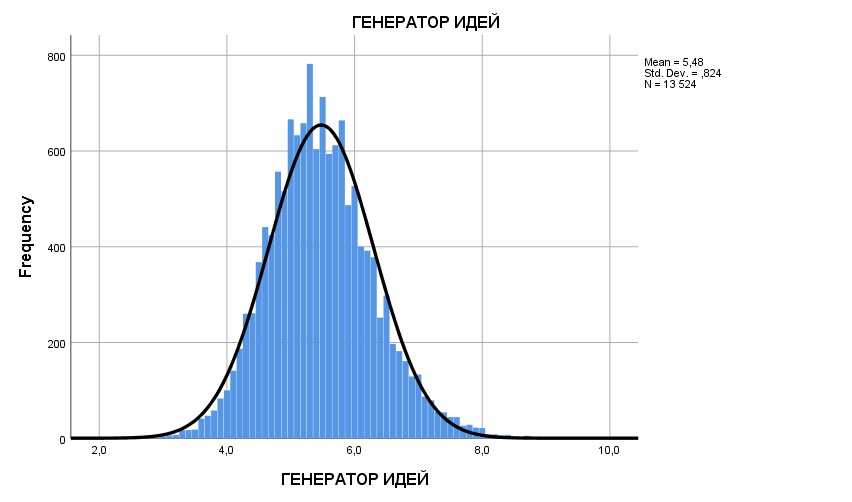 ГЕНЕРАТОР ИДЕЙ
Mean = 5,48
Std. Dev. = ,824
N = 13 524
Frequency
800
600
400
200
0
2,0 4,0 6,0 8,0 10,0
ГЕНЕРАТОР ИДЕЙ